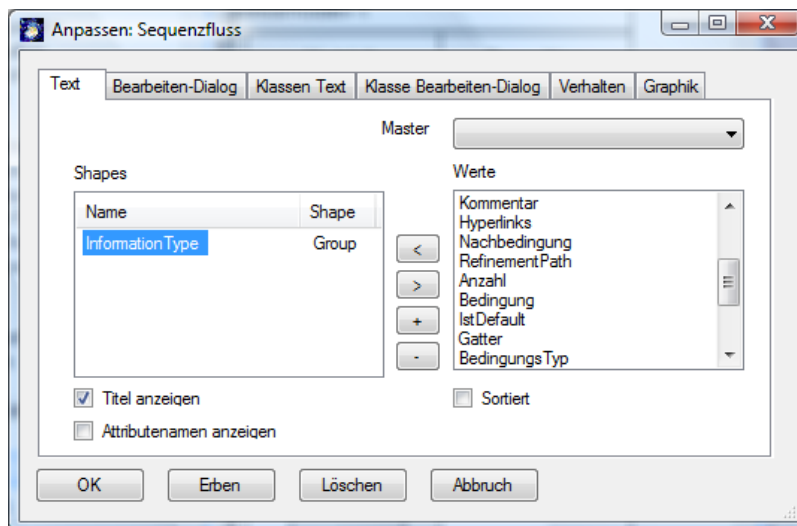 Anpassen: Sequenzfluss
Text Bearbeiten-Dialog Klassen Text Klasse Bearbeiten-Dialog Verhalten Graphik
Master
Shapes
Werte
Name Shape
InformationType Group
<
>
+
-
Kommentar
Hyperlinks
Nachbedingung
RefinementPath
Anzahl
Bedingung
IstDefault
Gatter
BedingungsTyp
Titel anzeigen
Sortiert
Attributenamen anzeigen
OK Erben Löschen Abbruch